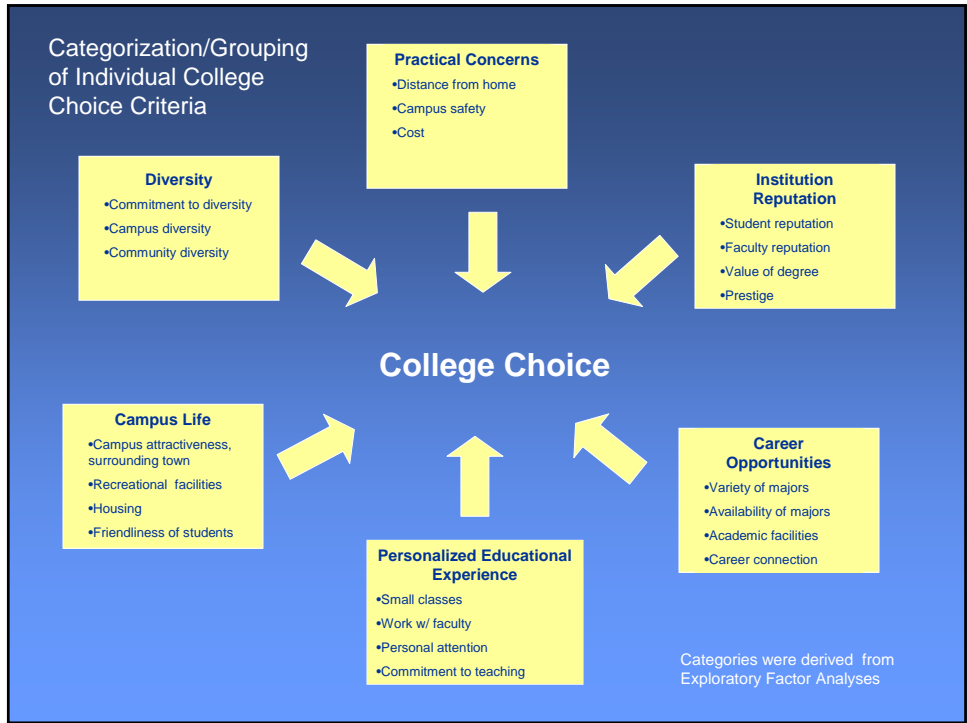 Categorization/Grouping
of Individual College
Choice Criteria
Practical Concerns
•Distance from home
•Campus safety
•Cost
Diversity
•Commitment to diversity
•Campus diversity
•Community diversity
Institution
Reputation
•Student reputation
•Faculty reputation
•Value of degree
•Prestige
College Choice
Campus Life
•Campus attractiveness,
surrounding town
•Recreational facilities
•Housing
•Friendliness of students
Career
Opportunities
•Variety of majors
•Availability of majors
•Academic facilities
•Career connection
Personalized Educational
Experience
•Small classes
•Work w/ faculty
•Personal attention
•Commitment to teaching
Categories were derived from
Exploratory Factor Analyses